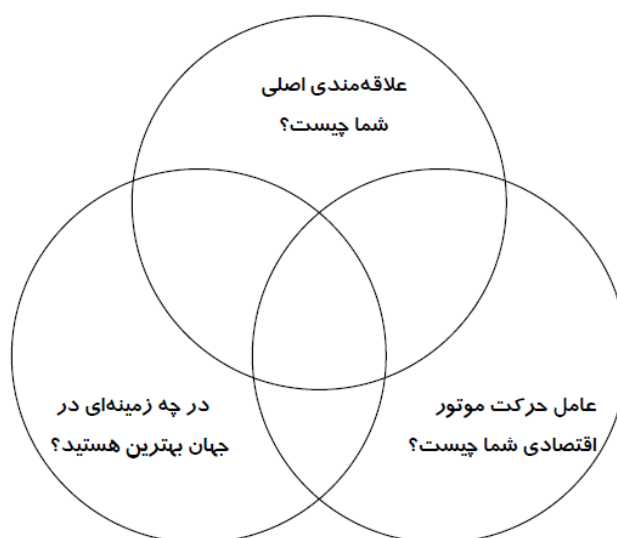 علاقه‌مندی اصلی
شما چیست؟
عامل حرکت موتور
اقتصادی شما چیست؟
در چه زمینه‌ای در
جهان بهترین هستید؟